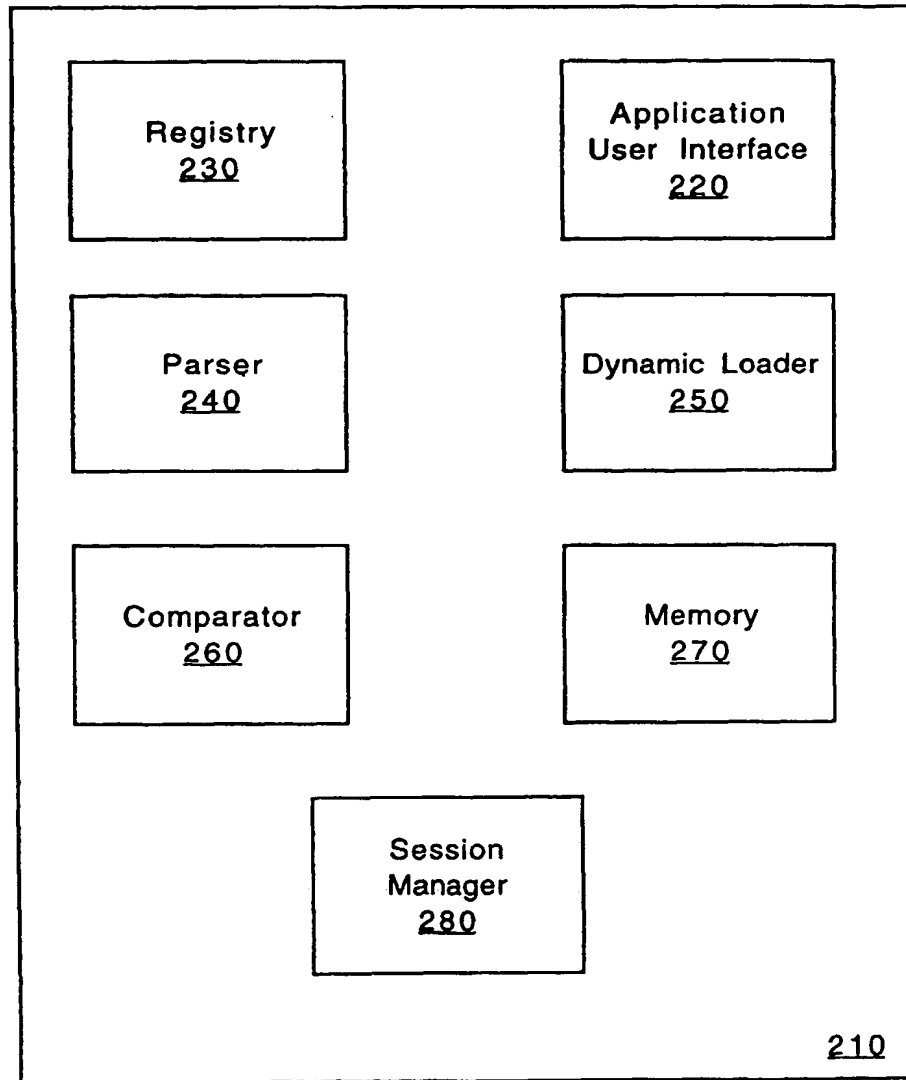 Registry
230
Application
User Interface
220
Parser
240
Dynamic Loader
250
Comparator
260
Memory
270
Session
Manager
280
210